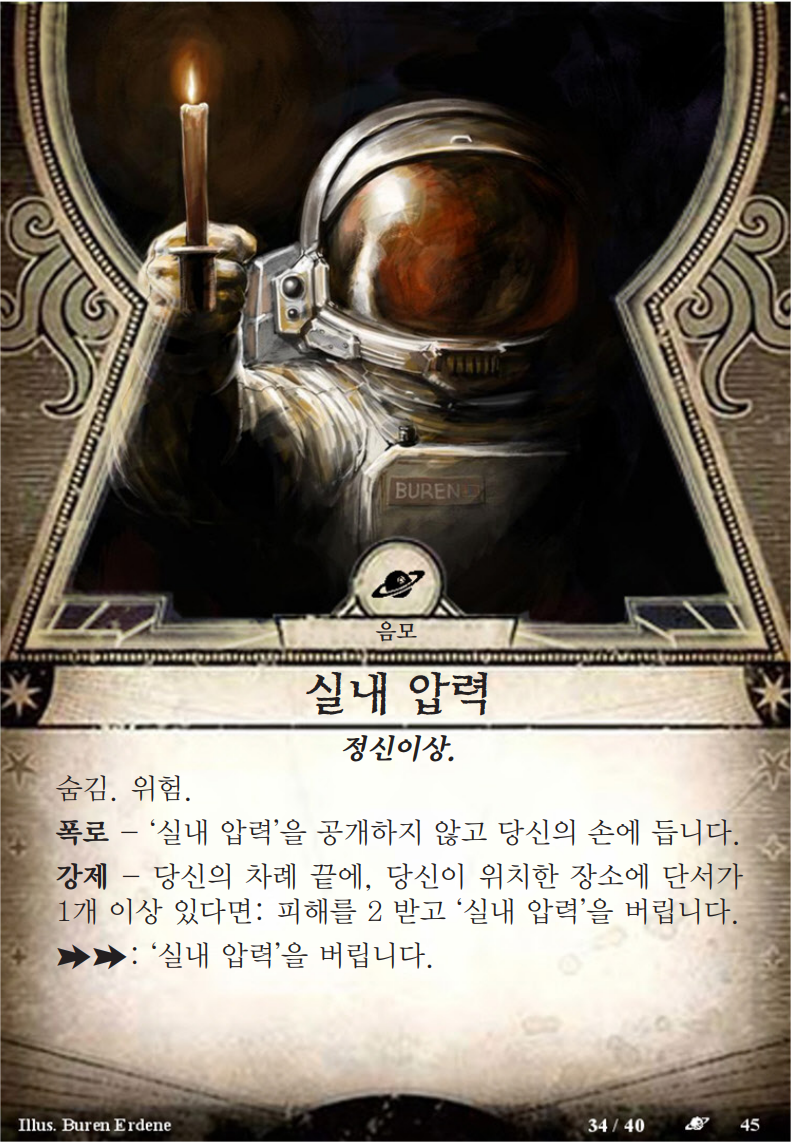 BUREN
음모
실내 압력
정신이상.
숨김. 위험.
폭로 – ‘실내 압력’을 공개하지 않고 당신의 손에 듭니다.
강제 – 당신의 차례 끝에, 당신이 위치한 장소에 단서가
1개 이상 있다면: 피해를 2 받고 ‘실내 압력’을 버립니다.
: ‘실내 압력’을 버립니다.
Illus. Buren Erdene 34 / 40 45